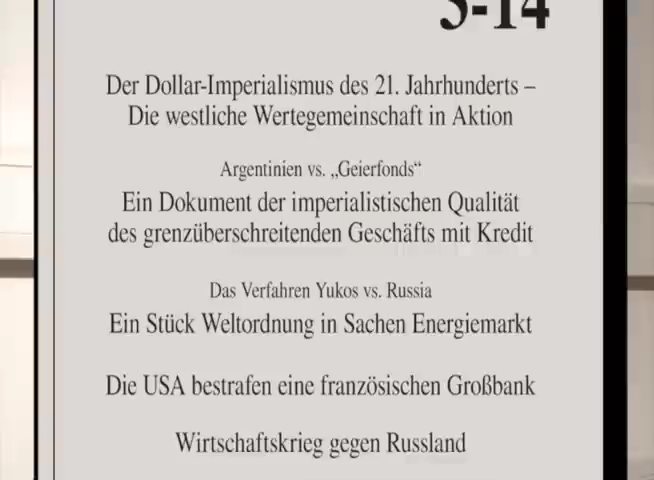 3-14
Der Dollar-Imperialismus des 21. Jahrhunderts –
Die westliche Wertegemeinschaft in Aktion
Argentinien vs. „Geierfonds“
Ein Dokument der imperialistischen Qualität
des grenzüberschreitenden Geschäfts mit Kredit
Das Verfahren Yukos vs. Russia
Ein Stück Weltordnung in Sachen Energiemarkt
Die USA bestrafen eine französischen Großbank
Wirtschaftskrieg gegen Russland